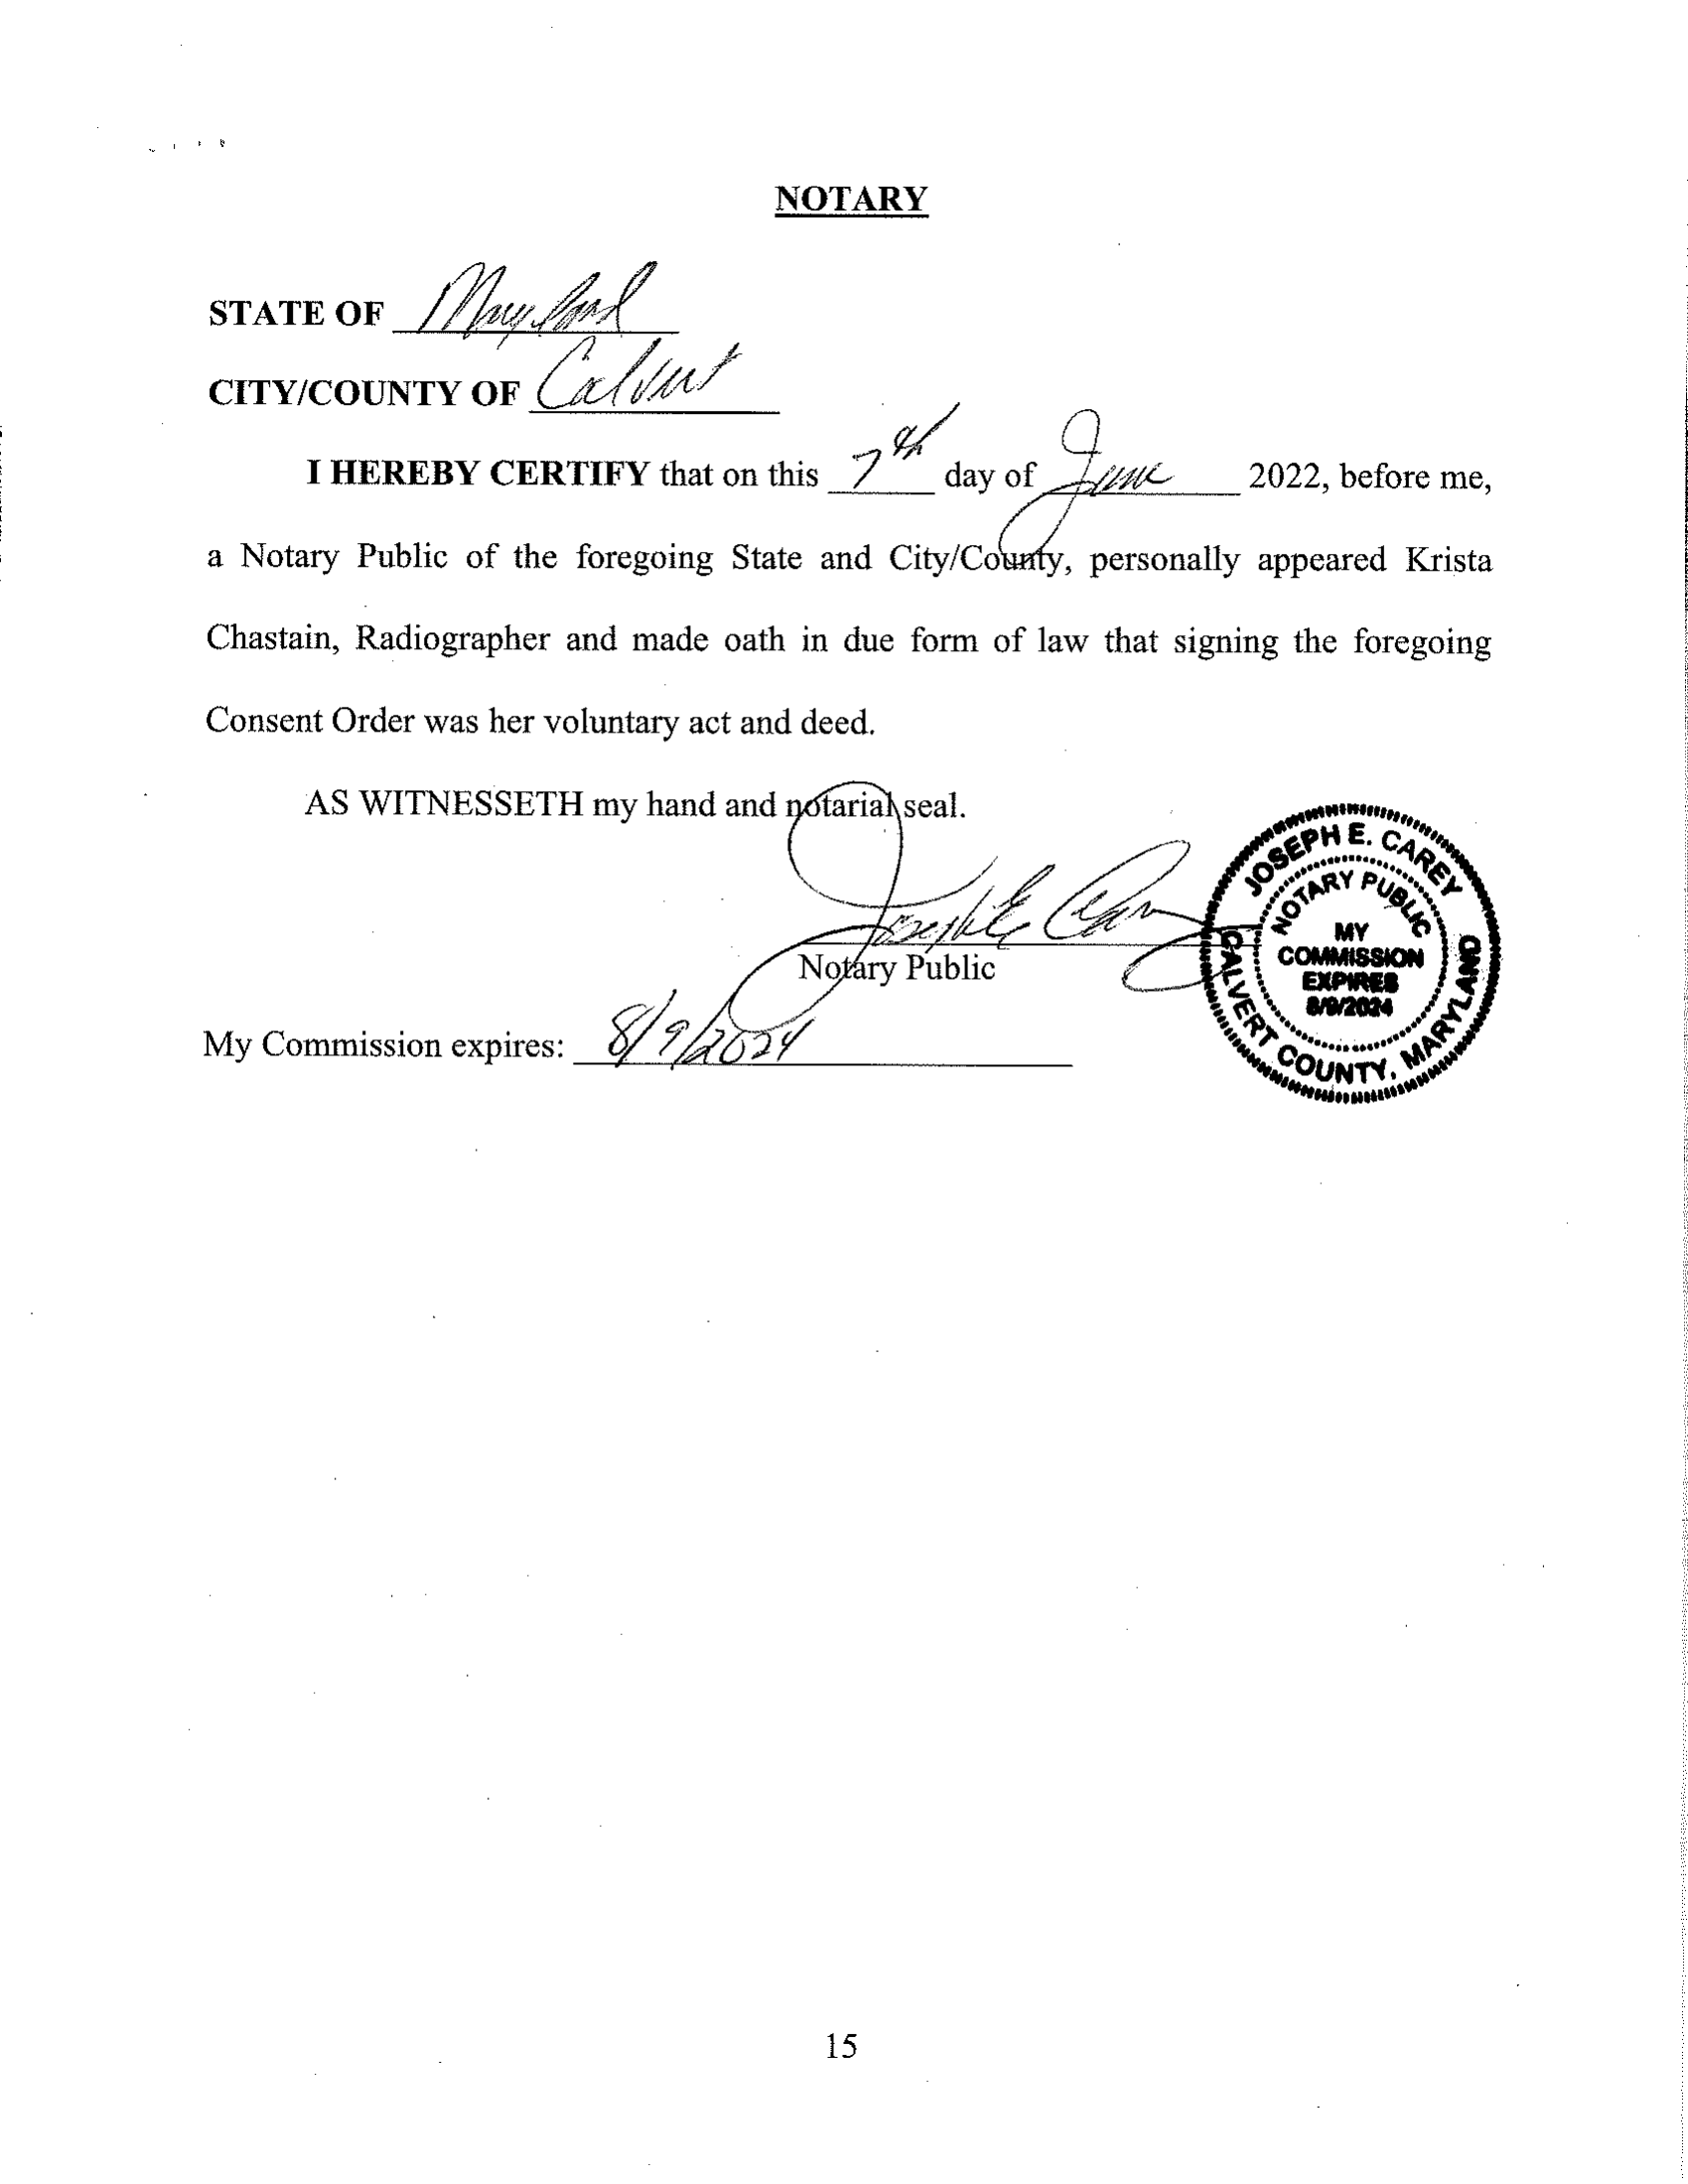 NOTARY
STATE OF Maryland
CITY/COUNTY OF Calvert
I HEREBY CERTIFY that on this 7th day of June 2022, before me,
a Notary Public of the foregoing State and City/County, personally appeared Krista
Chastain, Radiographer and made oath in due form of law that signing the foregoing
Consent Order was her voluntary act and deed.
AS WITNESSETH my hand and notarial seal.
Joseph E Carey
Notary Public
My Commission expires: 8/9/2024
JOSEPH E. CAREY
NOTARY PUBLIC
MY
COMMISSION
EXPIRES
8/9/2024
CALVERT COUNTY, MARYLAND
15